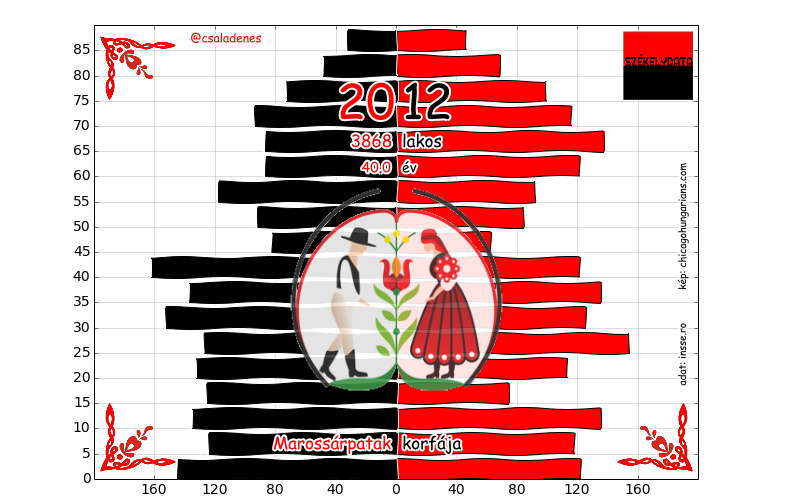 @csaladenes
SZÉKELYDATA
2012
3868 lakos
40.0 év
kép: chicagohungarians.com
adat: insse.ro
Marossárpatak korfája
85
80
75
70
65
60
55
50
45
40
35
30
25
20
15
10
5
0
160 120 80 40 0 40 80 120 160